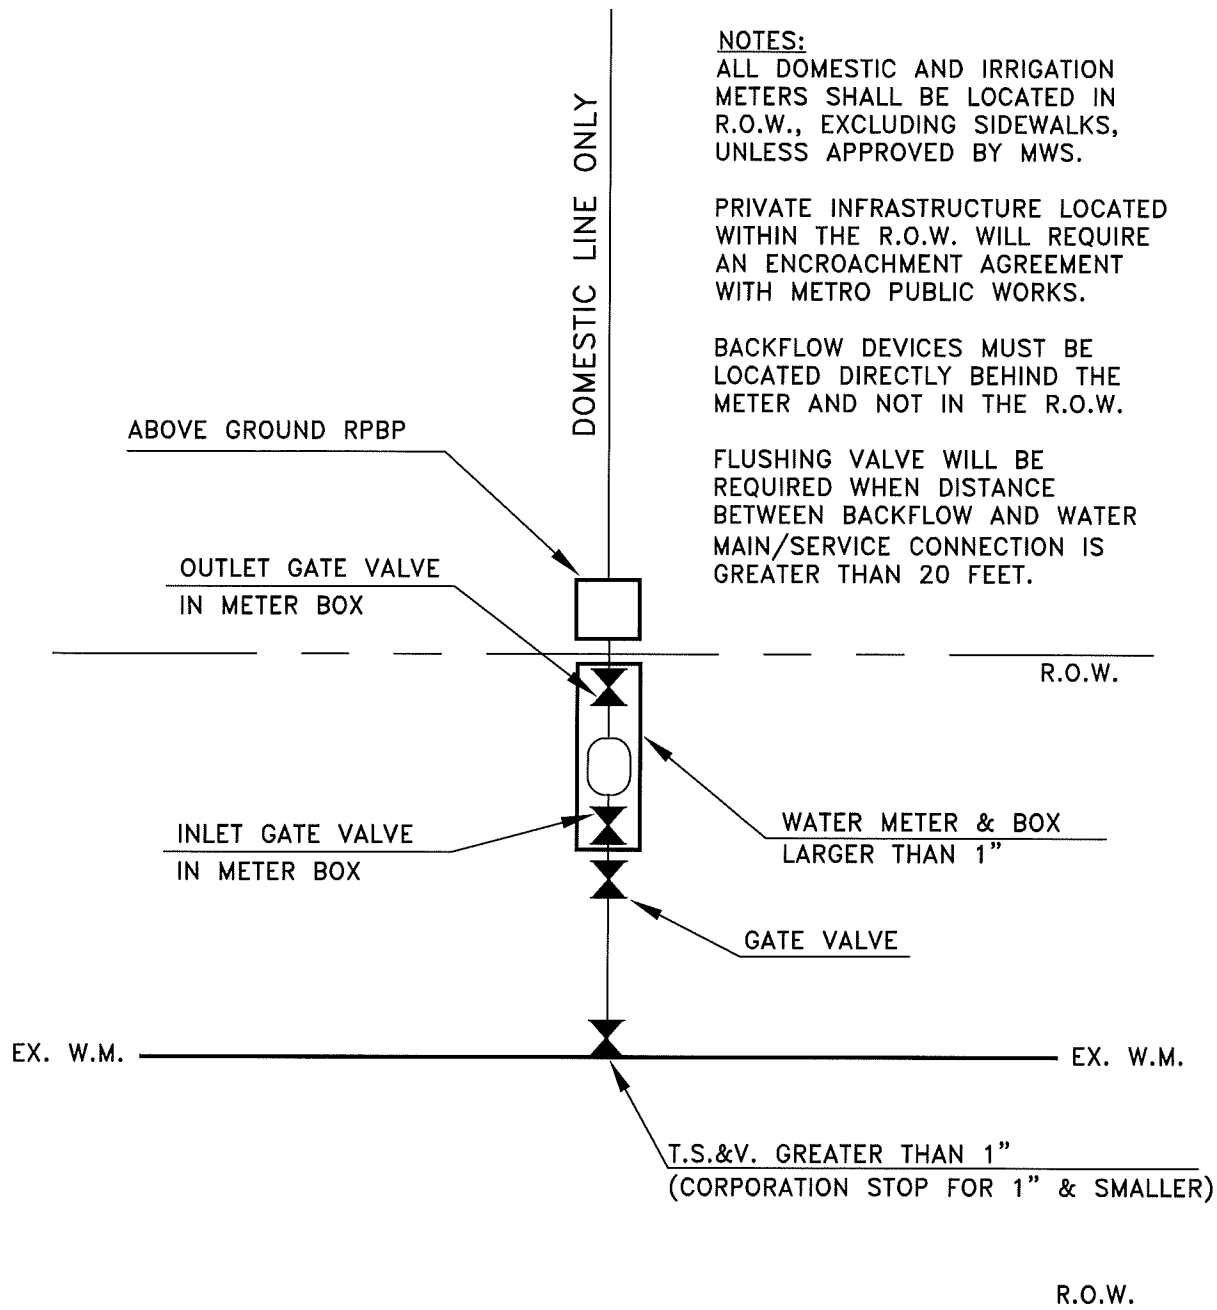 NOTES:
ALL DOMESTIC AND IRRIGATION
METERS SHALL BE LOCATED IN
R.O.W., EXCLUDING SIDEWALKS,
UNLESS APPROVED BY MWS.
PRIVATE INFRASTRUCTURE LOCATED
WITHIN THE R.O.W. WILL REQUIRE
AN ENCROACHMENT AGREEMENT
WITH METRO PUBLIC WORKS.
BACKFLOW DEVICES MUST BE
LOCATED DIRECTLY BEHIND THE
METER AND NOT IN THE R.O.W.
FLUSHING VALVE WILL BE
REQUIRED WHEN DISTANCE
BETWEEN BACKFLOW AND WATER
MAIN/SERVICE CONNECTION IS
GREATER THAN 20 FEET.
DOMESTIC LINE ONLY
ABOVE GROUND RPBP
OUTLET GATE VALVE
IN METER BOX
R.O.W.
INLET GATE VALVE
IN METER BOX
WATER METER & BOX
LARGER THAN 1"
GATE VALVE
EX. W.M.
EX. W.M.
T.S.&V. GREATER THAN 1"
(CORPORATION STOP FOR 1" & SMALLER)
R.O.W.